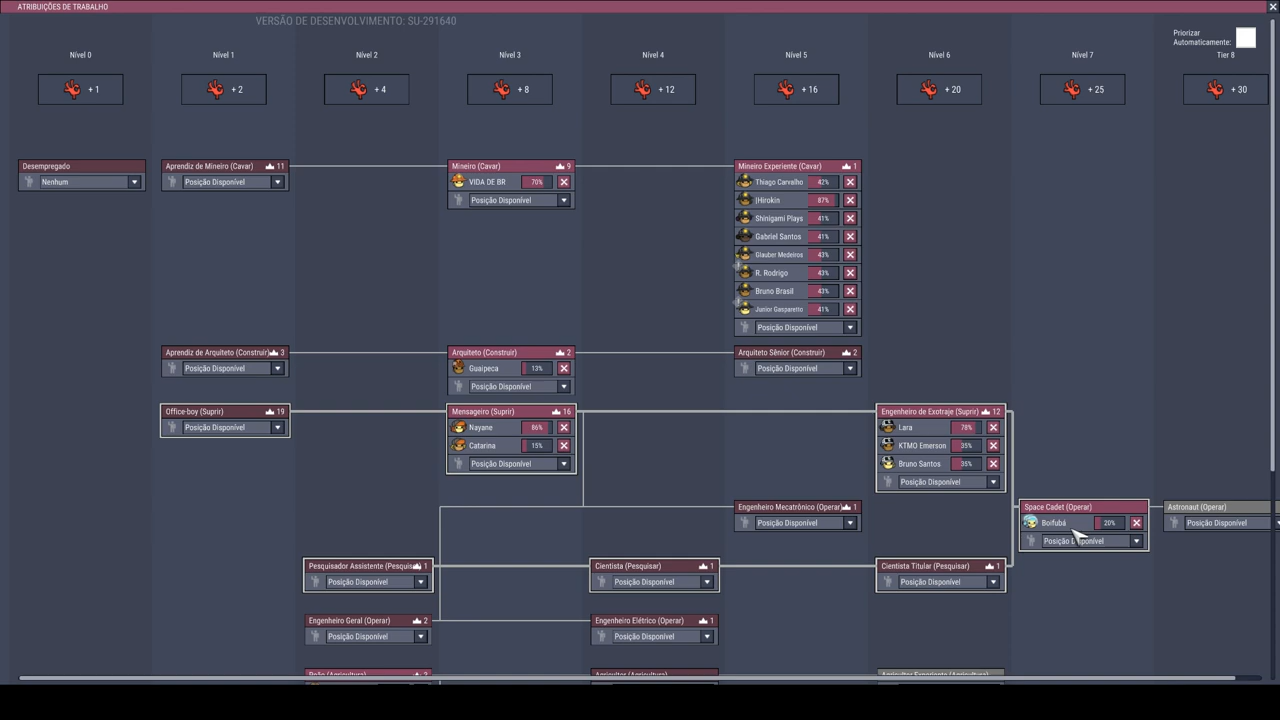 ATRIBUIÇÕES DE TRABALHO
VERSÃO DE DESENVOLVIMENTO: SU-291640
Priorizar
Automaticamente:
Nível 0
Nível 1
Nível 2
Nível 3
Nível 4
Nível 5
Nível 6
Nível 7
Tier 8
+ 1
+ 2
+ 4
+ 8
+ 12
+ 16
+ 20
+ 25
+ 30
Desempregado
Nenhum
Aprendiz de Mineiro (Cavar) 11
Posição Disponível
Mineiro (Cavar) 9
VIDA DE BR 70%
Posição Disponível
Mineiro Experiente (Cavar) 1
Thiago Carvalho 42%
|Hirokin 87%
Shinigami Plays 41%
Gabriel Santos 41%
Glauber Medeiros 43%
R. Rodrigo 43%
Bruno Brasil 43%
Junior Gasparetto 41%
Posição Disponível
Aprendiz de Arquiteto (Construir) 3
Posição Disponível
Arquiteto (Construir) 2
Guaipeca 13%
Posição Disponível
Arquiteto Sênior (Construir) 2
Posição Disponível
Office-boy (Suprir) 19
Posição Disponível
Mensageiro (Suprir) 16
Nayane 86%
Catarina 15%
Posição Disponível
Engenheiro de Exotraje (Suprir) 12
Lara 78%
KTMO Emerson 35%
Bruno Santos 35%
Posição Disponível
Engenheiro Mecatrônico (Operar) 1
Posição Disponível
Space Cadet (Operar)
Boifubá 20%
Posição Disponível
Astronaut (Operar)
Posição Disponível
Pesquisador Assistente (Pesquisar) 1
Posição Disponível
Cientista (Pesquisar) 1
Posição Disponível
Cientista Titular (Pesquisar) 1
Posição Disponível
Engenheiro Geral (Operar) 2
Posição Disponível
Engenheiro Elétrico (Operar) 1
Posição Disponível
Peão (Agricultura) 2
Agricultor (Agricultura)
Agricultor Experiente (Agricultura)